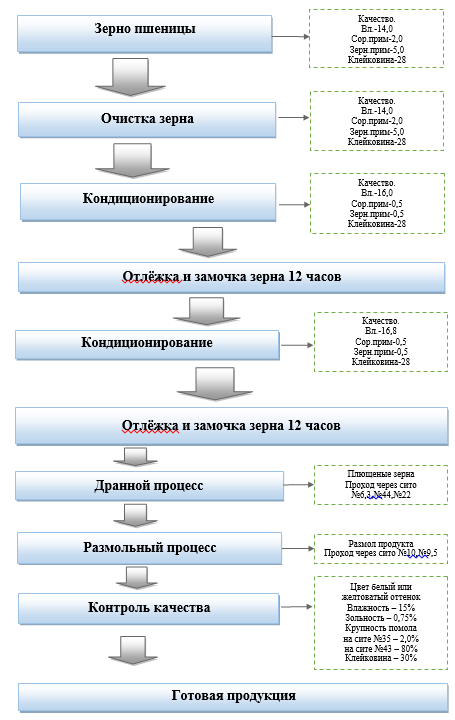 Зерно пшеницы
Качество.
Вл.-14,0
Сор.прим-2,0
Зерн.прим-5,0
Клейковина-28
Очистка зерна
Качество.
Вл.-14,0
Сор.прим-2,0
Зерн.прим-5,0
Клейковина-28
Кондиционирование
Качество.
Вл.-16,0
Сор.прим-0,5
Зерн.прим-0,5
Клейковина-28
Отлёжка и замочка зерна 12 часов
Кондиционирование
Качество.
Вл.-16,8
Сор.прим-0,5
Зерн.прим-0,5
Клейковина-28
Отлёжка и замочка зерна 12 часов
Дранной процесс
Плющеные зерна
Проход через сито
№6,3,№44,№22
Размольный процесс
Размол продукта
Проход через сито №10,№9,5
Контроль качества
Цвет белый или
желтоватый оттенок
Влажность – 15%
Зольность – 0,75%
Крупность помола
на сите №35 – 2,0%
на сите №43 – 80%
Клейковина – 30%
Готовая продукция